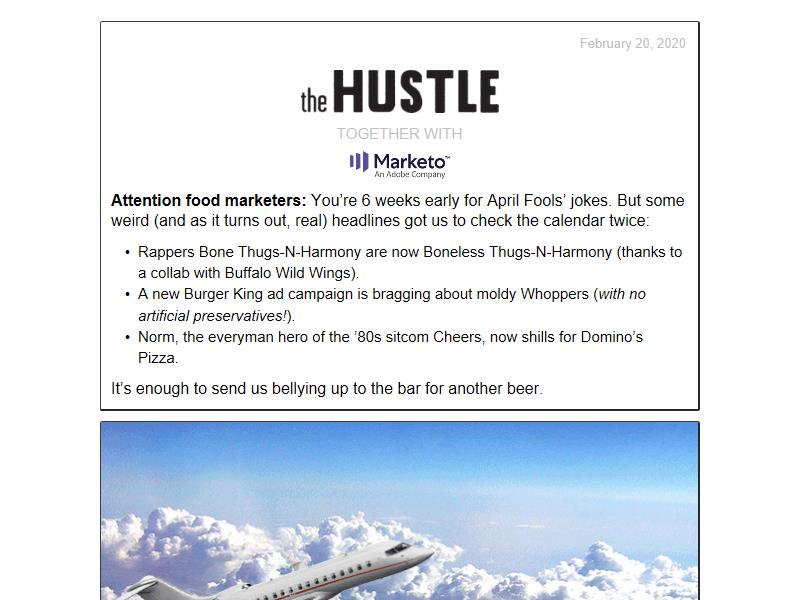 February 20, 2020
the HUSTLE
TOGETHER WITH
Marketo™
An Adobe Company
Attention food marketers: You’re 6 weeks early for April Fools’ jokes. But some
weird (and as it turns out, real) headlines got us to check the calendar twice:
• Rappers Bone Thugs-N-Harmony are now Boneless Thugs-N-Harmony (thanks to
a collab with Buffalo Wild Wings).
• A new Burger King ad campaign is bragging about moldy Whoppers (with no
artificial preservatives!).
• Norm, the everyman hero of the ’80s sitcom Cheers, now shills for Domino’s
Pizza.
It’s enough to send us bellying up to the bar for another beer.